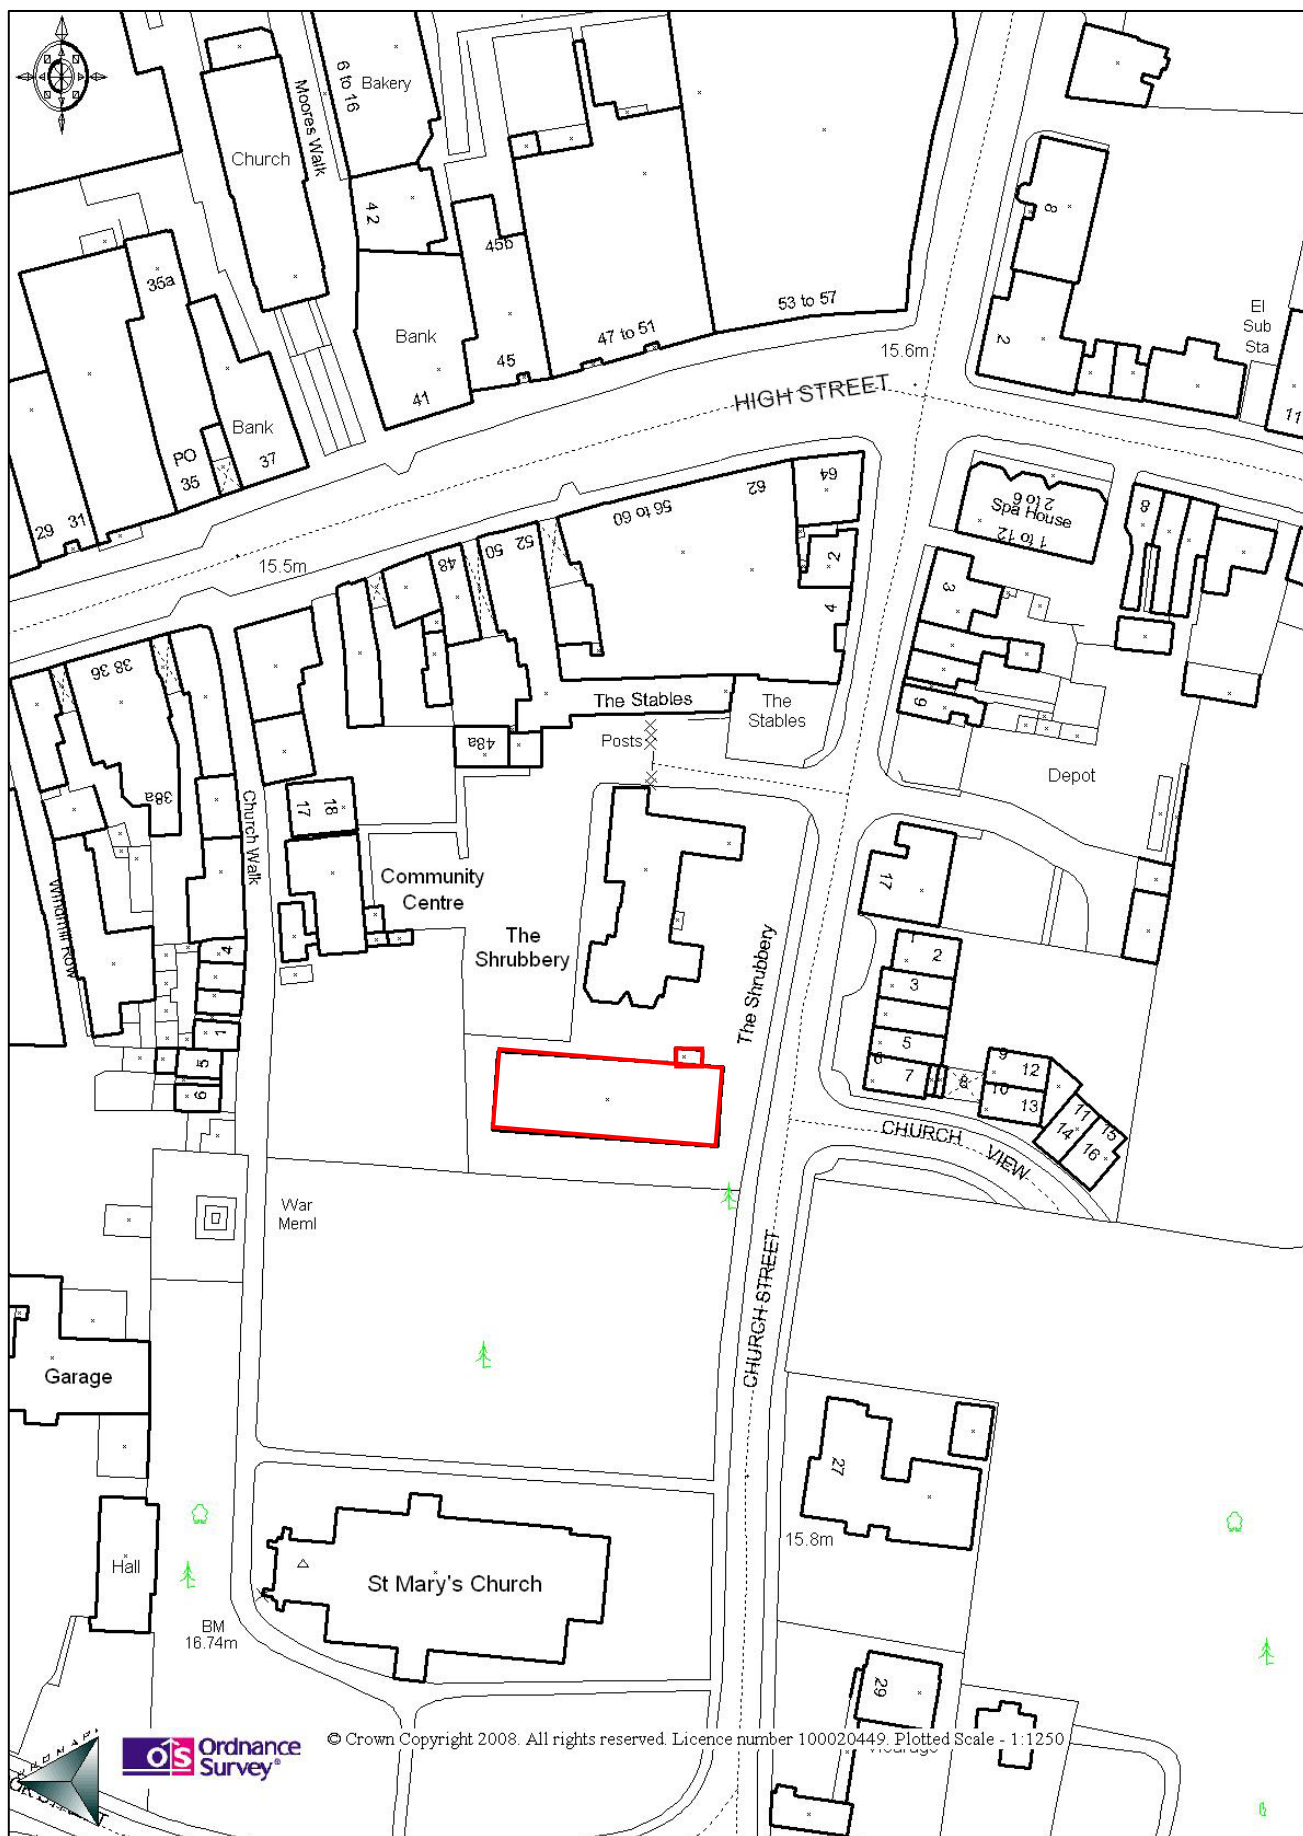 6 to 16
Bakery
Moores Walk
Church
42
45b
35a
53 to 57
47 to 51
Bank
45
41
15.6m
HIGH STREET
8
2
El
Sub
Sta
11
Bank
37
PO
35
29
31
15.5m
64
62
56 to 60
52
50
48
2
4
Spa House
2 to 6
1 to 12
8
3
9
38
36
38a
48a
The Stables
The
Stables
Posts
Depot
17
18
Church Walk
Community
Centre
The
Shrubbery
The Shrubbery
Windmill Row
4
1
5
6
17
1
2
3
5
6
7
8
9
12
10
13
11
15
14
16
CHURCH VIEW
War
Meml
CHURCH STREET
Garage
27
15.8m
Hall
St Mary's Church
BM
16.74m
29
Vicarage
Ordnance
Survey®
© Crown Copyright 2008. All rights reserved. Licence number 100020449. Plotted Scale - 1:1250